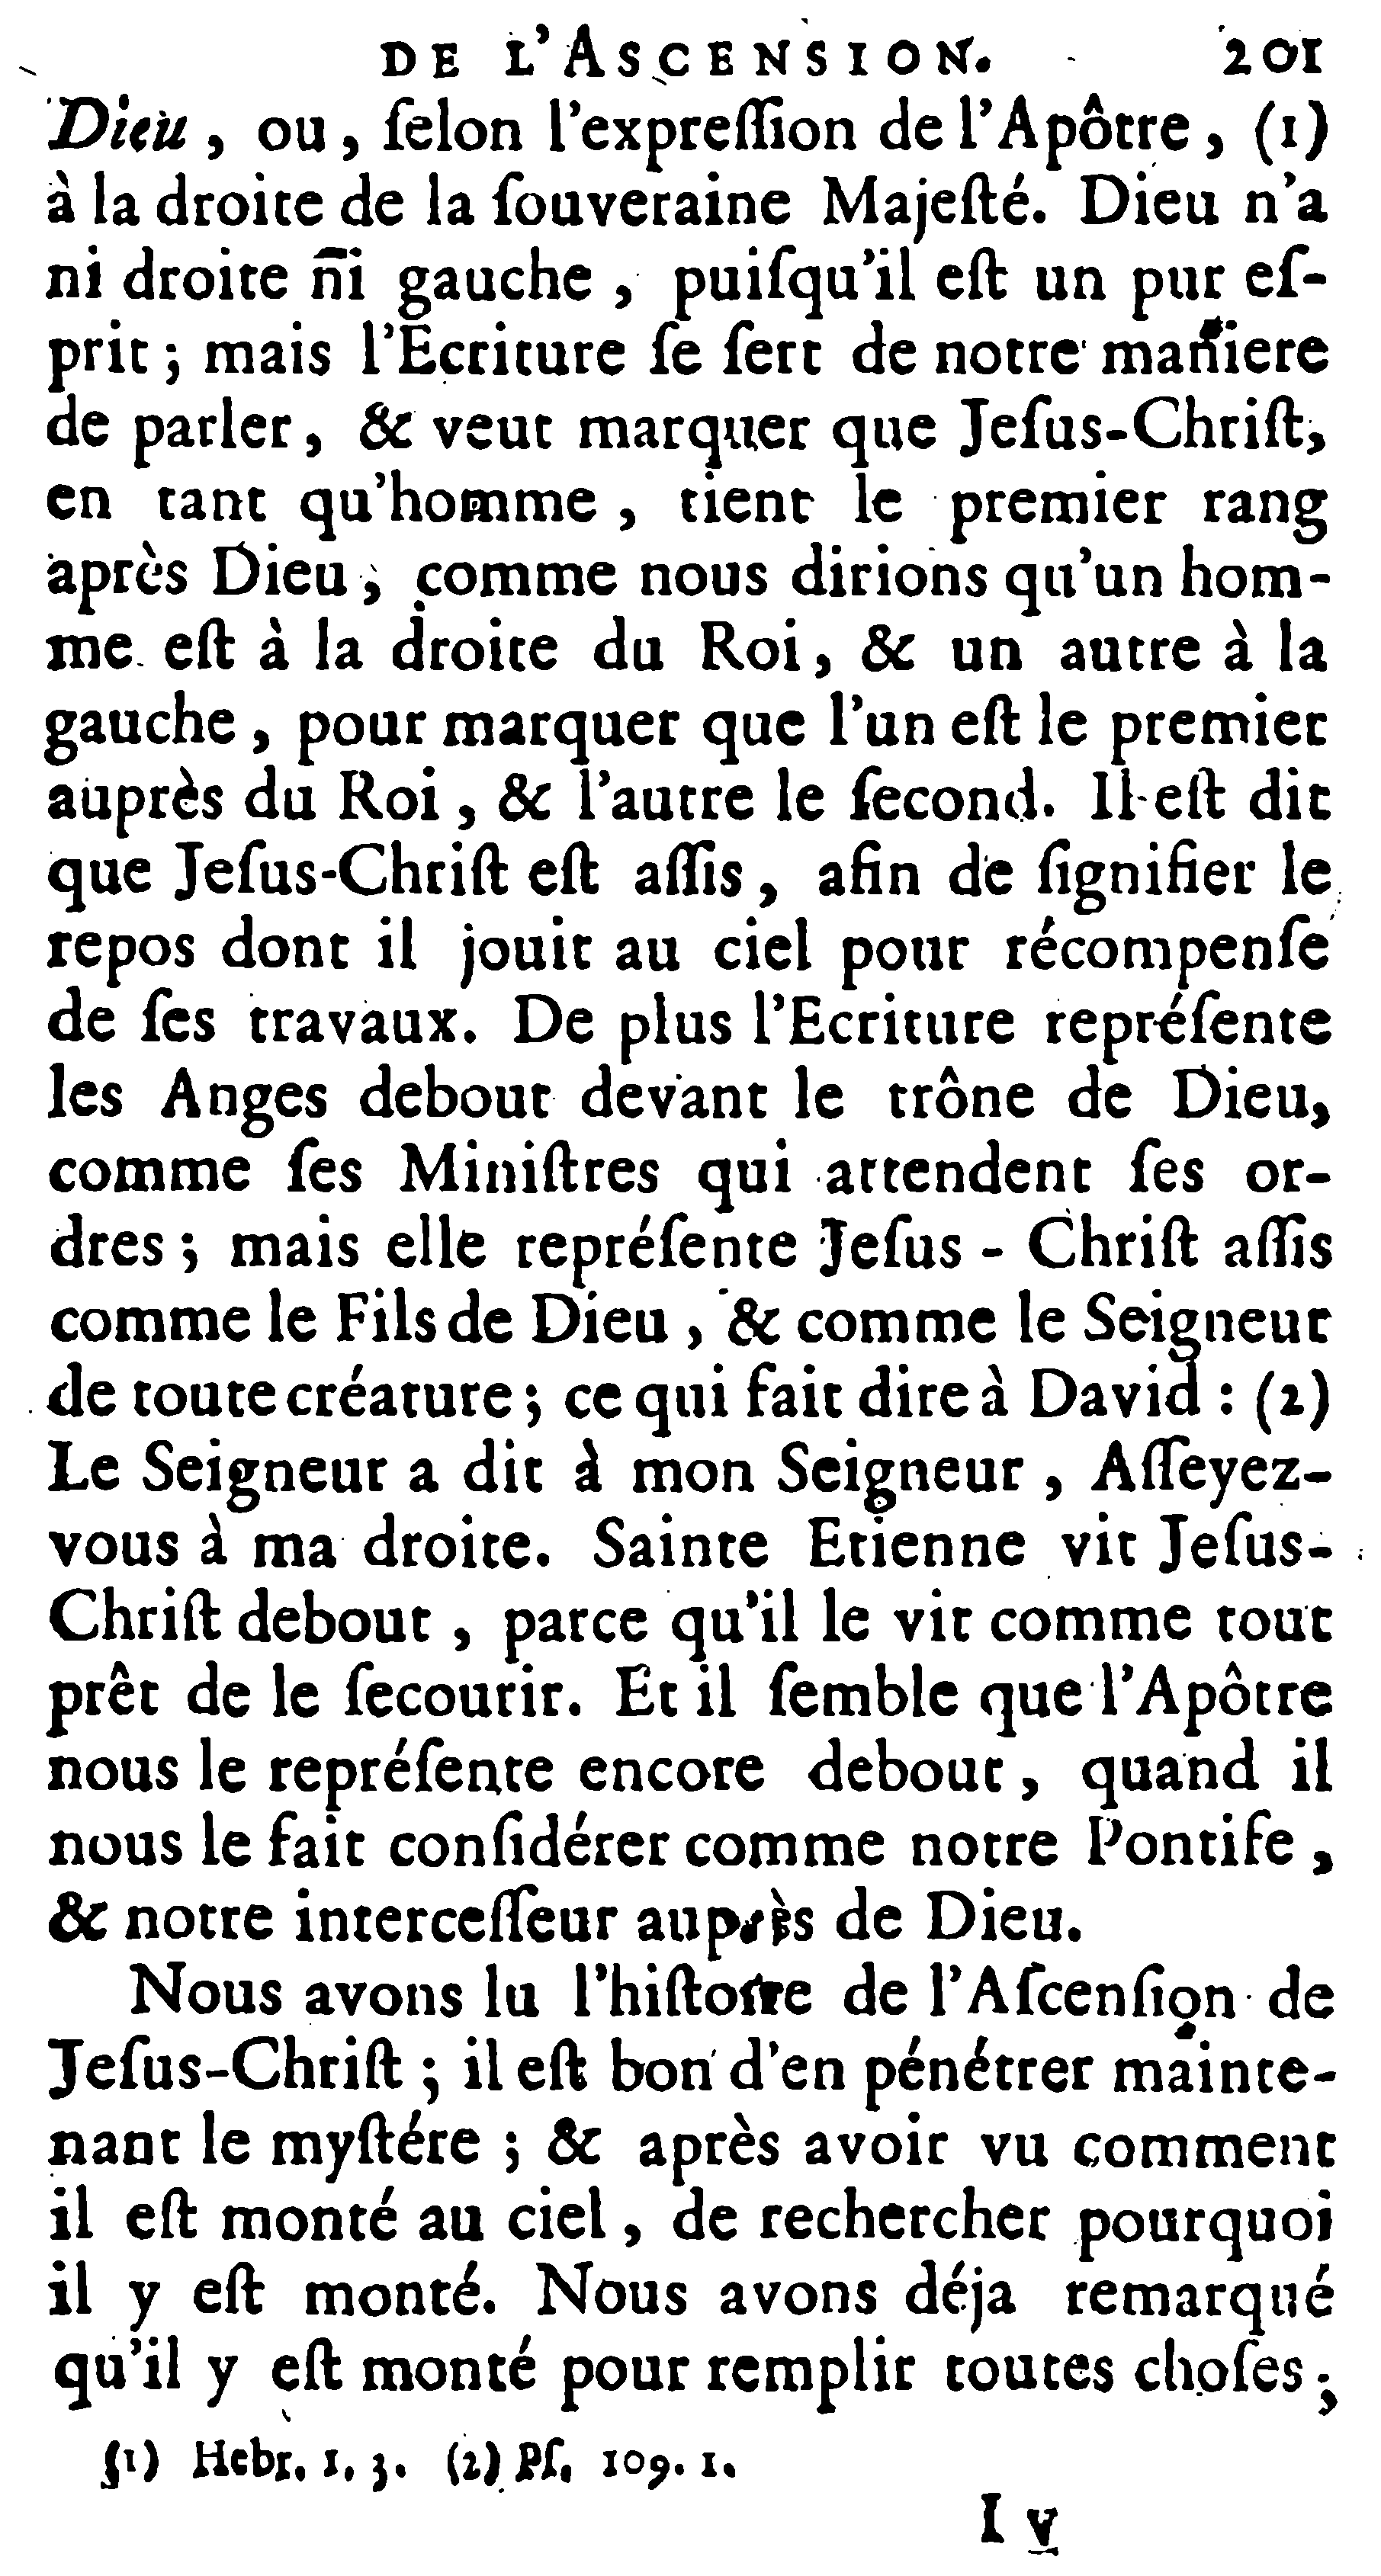 DE L'ASCENSION. 201
Dieu, ou, ſelon l'expreſſion de l'Apôtre, (1)
à la droite de la ſouveraine Majeſté. Dieu n'a
ni droite ni gauche, puiſqu'il eſt un pur eſ-
prit; mais l'Ecriture ſe ſert de notre maniere
de parler, & veut marquer que Jeſus-Chriſt,
en tant qu'homme, tient le premier rang
après Dieu, comme nous dirions qu'un hom-
me eſt à la droite du Roi, & un autre à la
gauche, pour marquer que l'un eſt le premier
auprès du Roi, & l'autre le ſecond. Il eſt dit
que Jeſus-Chriſt eſt aſſis, afin de ſignifier le
repos dont il jouit au ciel pour récompenſe
de ſes travaux. De plus l'Ecriture repréſente
les Anges debout devant le trône de Dieu,
comme ſes Miniſtres qui attendent ſes or-
dres; mais elle repréſente Jeſus-Chriſt aſſis
comme le Fils de Dieu, & comme le Seigneur
de toute créature; ce qui fait dire à David: (2)
Le Seigneur a dit à mon Seigneur, Aſſeyez-
vous à ma droite. Sainte Etienne vit Jeſus-
Chriſt debout, parce qu'il le vit comme tout
prêt de le ſecourir. Et il ſemble que l'Apôtre
nous le repréſente encore debout, quand il
nous le fait conſidérer comme notre Pontife,
& notre interceſſeur auprès de Dieu.
Nous avons lu l'hiſtoire de l'Aſcenſion de
Jeſus-Chriſt; il eſt bon d'en pénétrer mainte-
nant le myſtére; & après avoir vu comment
il eſt monté au ciel, de rechercher pourquoi
il y eſt monté. Nous avons déja remarqué
qu'il y eſt monté pour remplir toutes choſes;
(1) Hebr. 1. 3. (2) Pſ. 109. 1.
I v